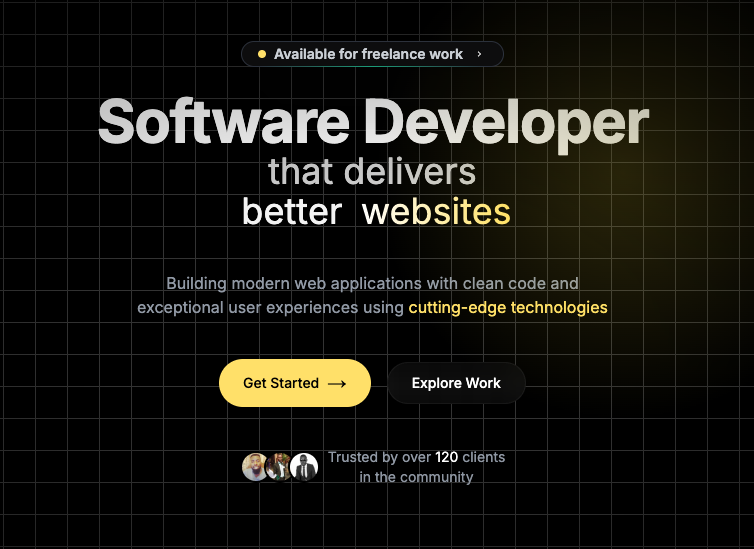 Available for freelance work ›
Software Developer
that delivers
better websites
Building modern web applications with clean code and
exceptional user experiences using cutting-edge technologies
Get Started → Explore Work
Trusted by over 120 clients
in the community